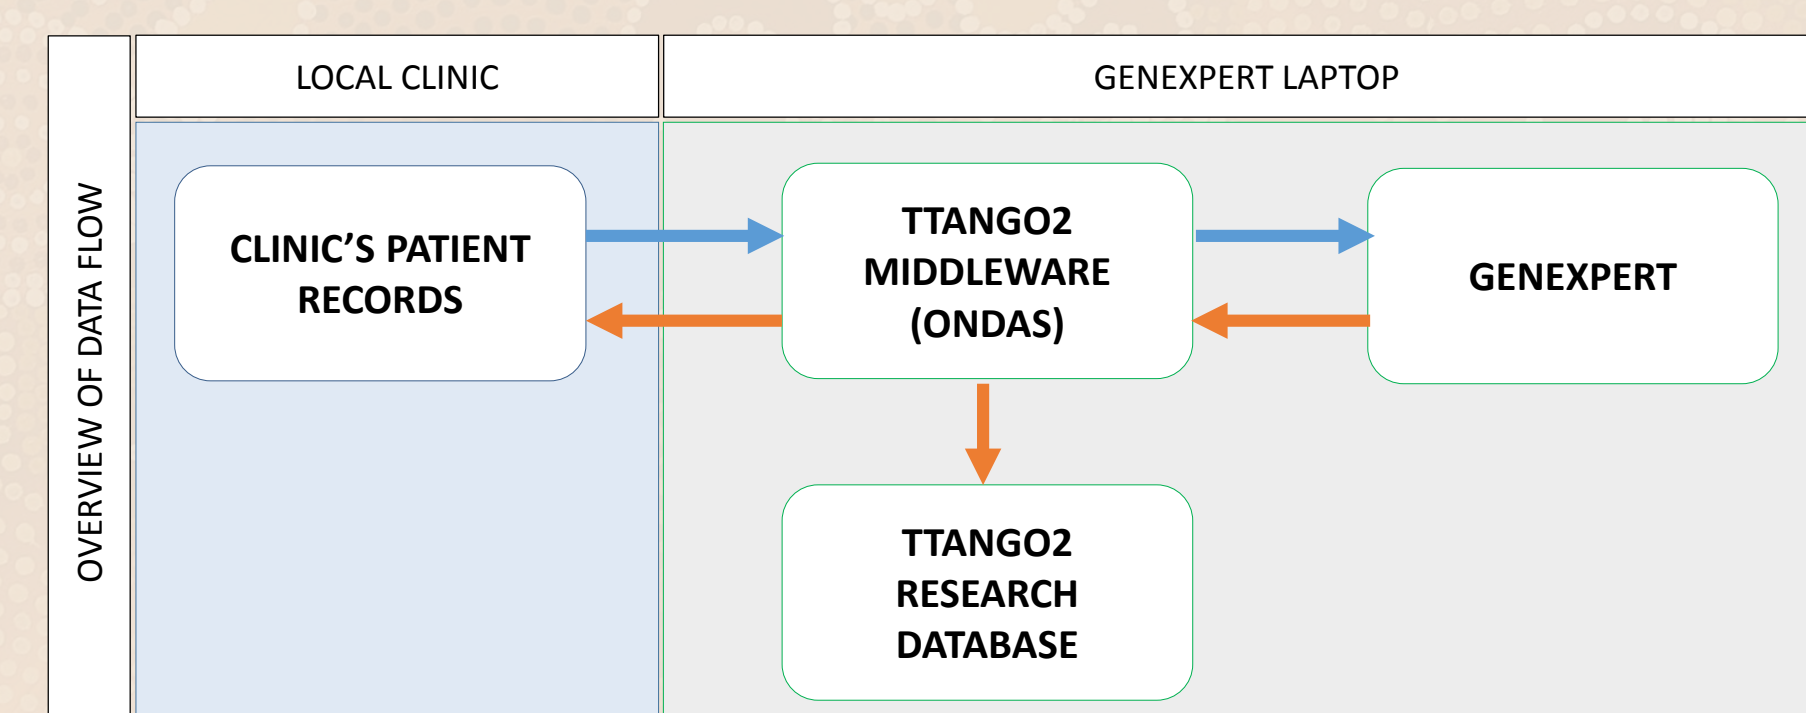 OVERVIEW OF DATA FLOW
LOCAL CLINIC
GENEXPERT LAPTOP
CLINIC’S PATIENT
RECORDS
TTANGO2
MIDDLEWARE
(ONDAS)
GENEXPERT
TTANGO2
RESEARCH
DATABASE